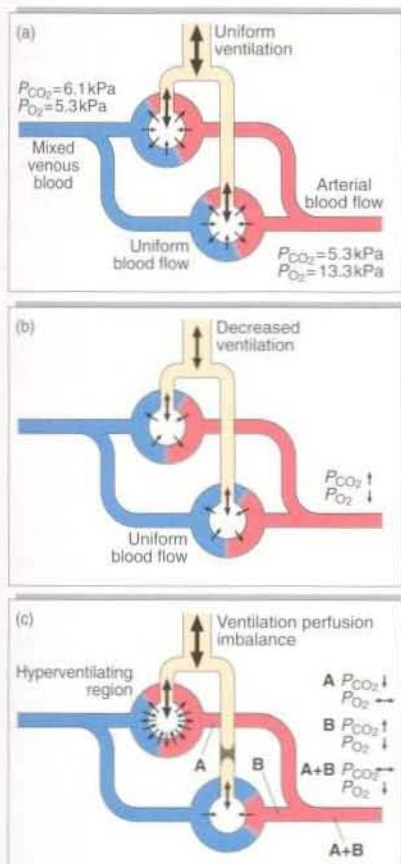 (a)
Uniform
ventilation
PCO₂=6.1kPa
PO₂=5.3kPa
Mixed
venous
blood
Arterial
blood flow
Uniform
blood flow
PCO₂=5.3kPa
PO₂=13.3kPa
(b)
Decreased
ventilation
PCO₂ ↑
PO₂ ↓
Uniform
blood flow
(c)
Ventilation perfusion
imbalance
Hyperventilating
region
A PCO₂ ↓
PO₂ ↔
B PCO₂ ↑
PO₂ ↓
A+B PCO₂ ↔
PO₂ ↓
A
B
A+B